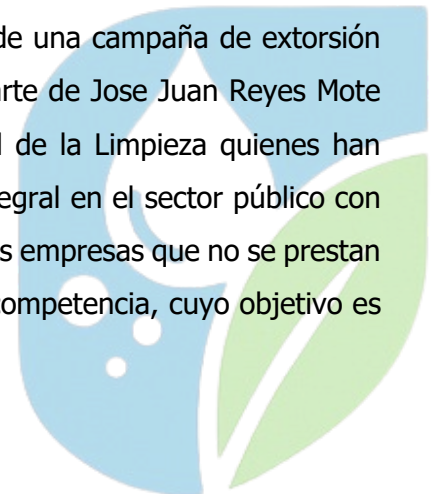 de una campaña de extorsión
arte de Jose Juan Reyes Mote
l de la Limpieza quienes han
egral en el sector público con
s empresas que no se prestan
competencia, cuyo objetivo es